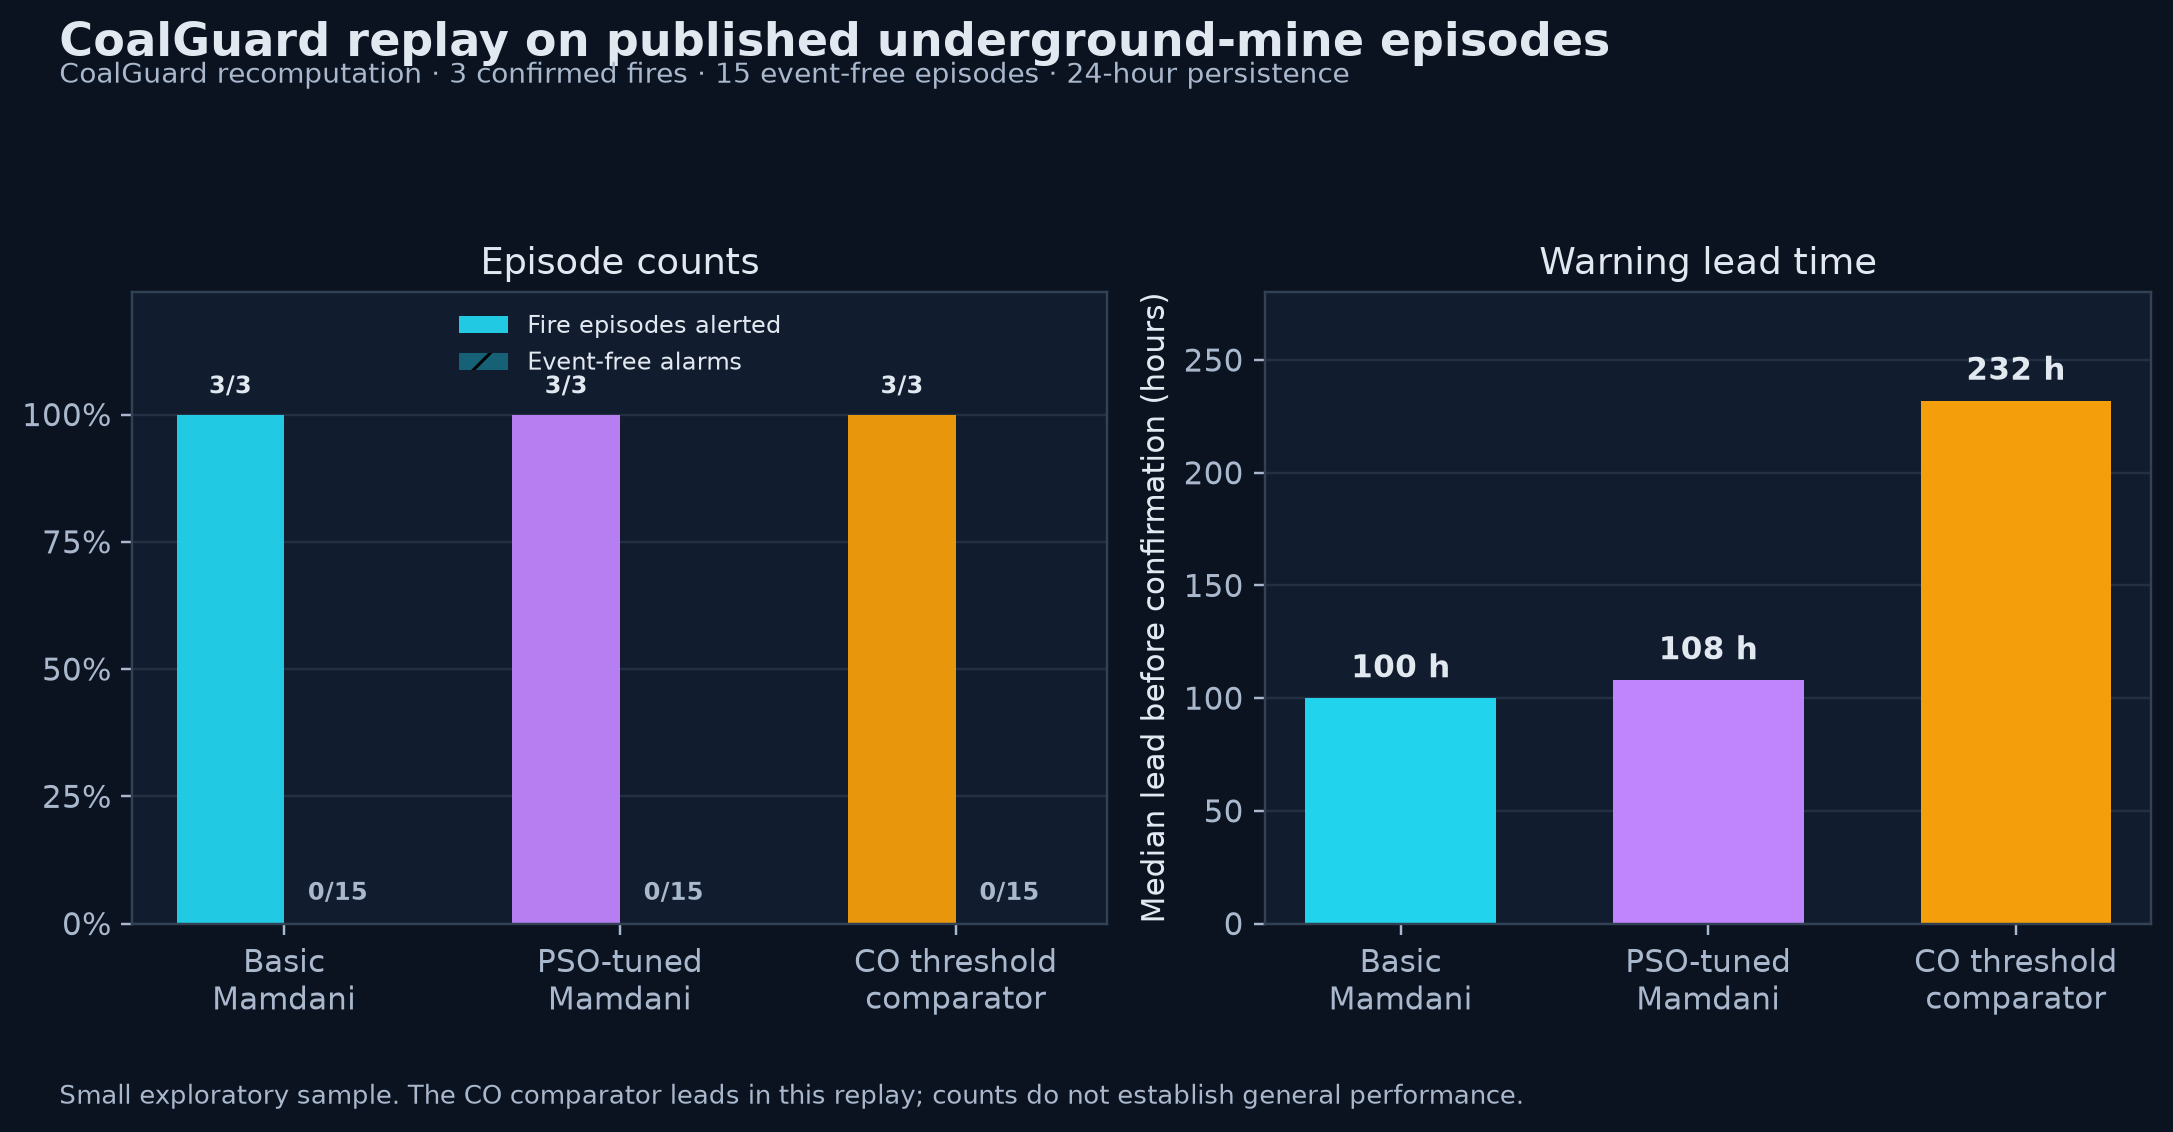 CoalGuard replay on published underground-mine episodes
CoalGuard recomputation · 3 confirmed fires · 15 event-free episodes · 24-hour persistence
Episode counts
Fire episodes alerted
Event-free alarms
3/3
3/3
3/3
100%
75%
50%
25%
0%
0/15
0/15
0/15
Basic
Mamdani
PSO-tuned
Mamdani
CO threshold
comparator
Warning lead time
Median lead before confirmation (hours)
250
200
150
100
50
0
100 h
108 h
232 h
Basic
Mamdani
PSO-tuned
Mamdani
CO threshold
comparator
Small exploratory sample. The CO comparator leads in this replay; counts do not establish general performance.